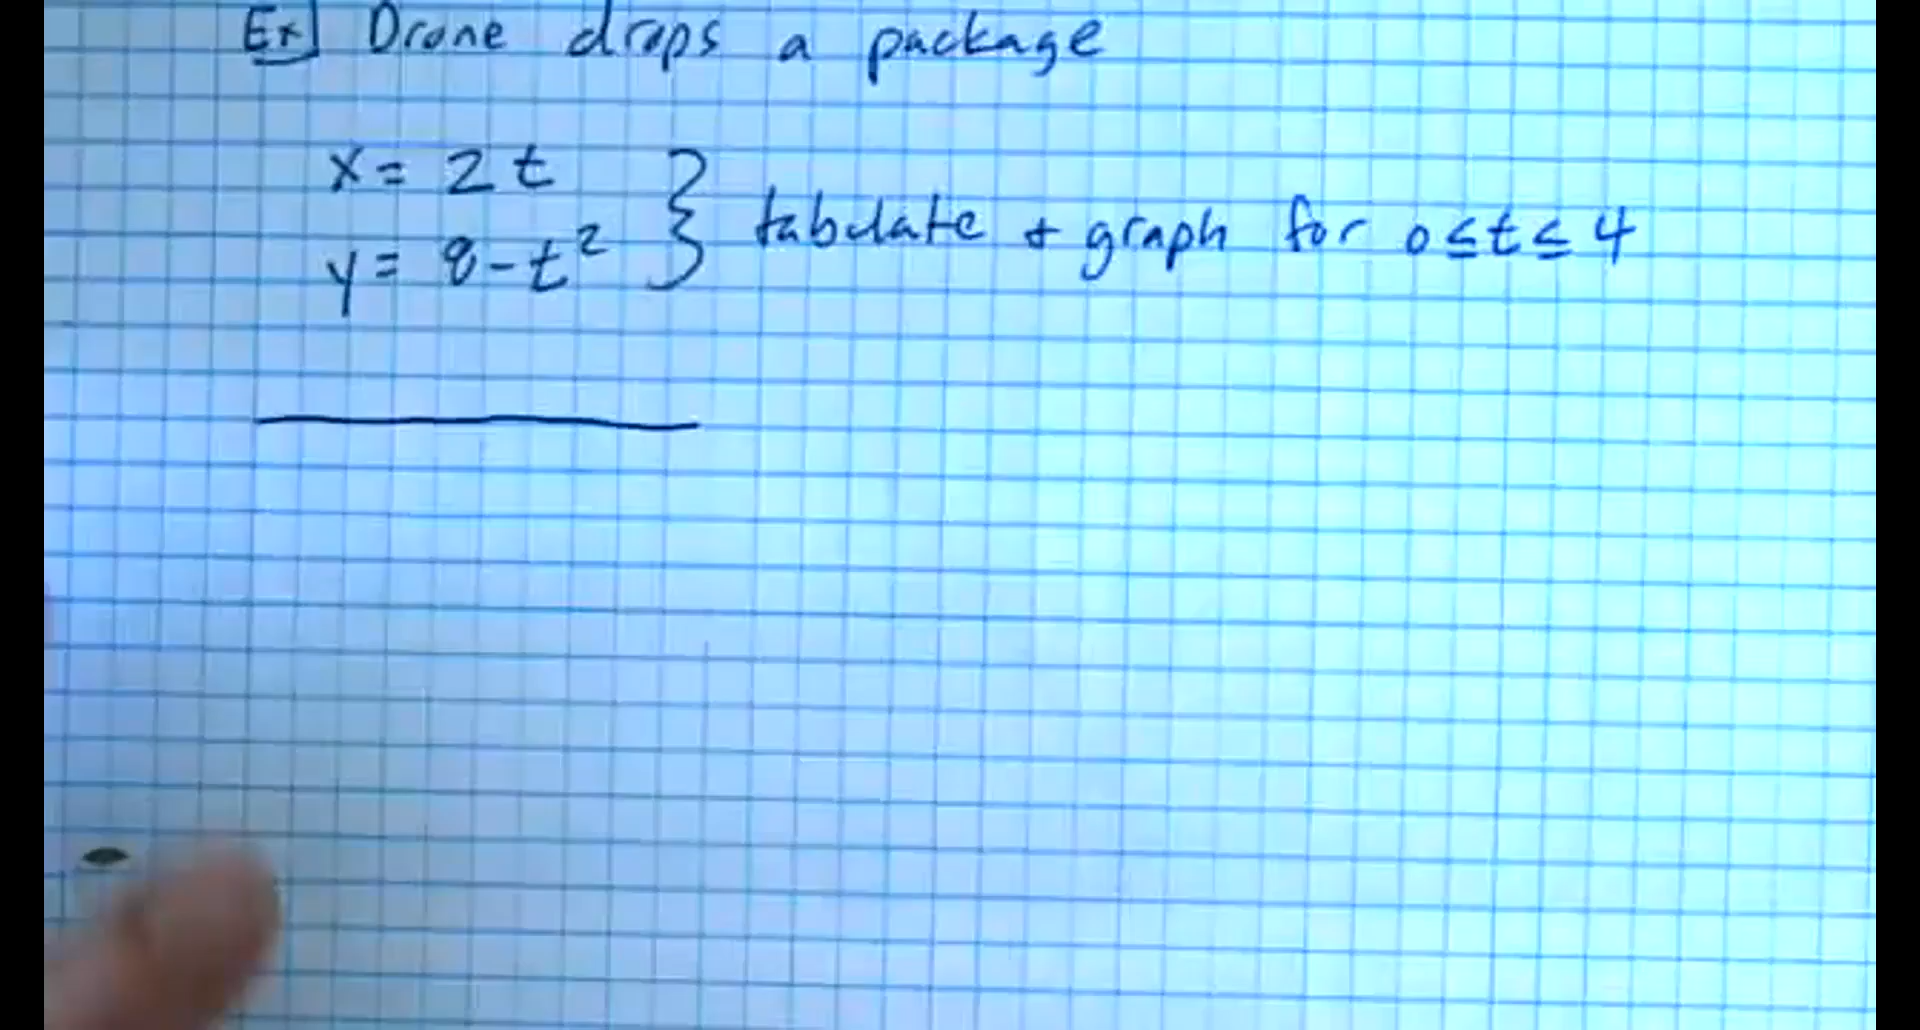 Ex] Drone drops a package
x = 2t
y = 8 - t² } tabulate + graph for 0 ≤ t ≤ 4